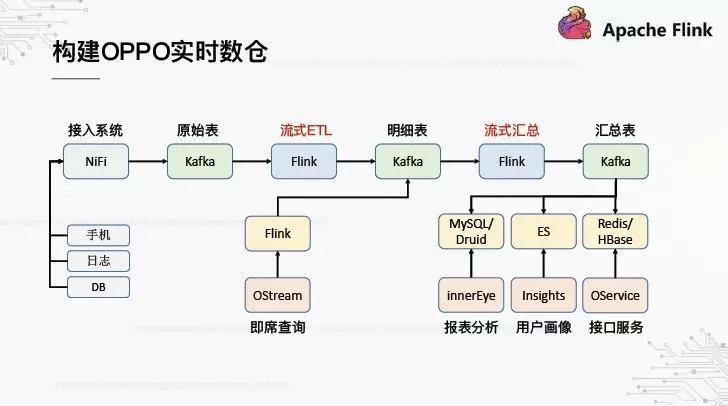 Apache Flink
构建OPPO实时数仓
接入系统
原始表
流式ETL
明细表
流式汇总
汇总表
NiFi
Kafka
Flink
Kafka
Flink
Kafka
手机
日志
DB
Flink
MySQL/
Druid
ES
Redis/
HBase
OStream
innerEye
Insights
OService
即席查询
报表分析
用户画像
接口服务